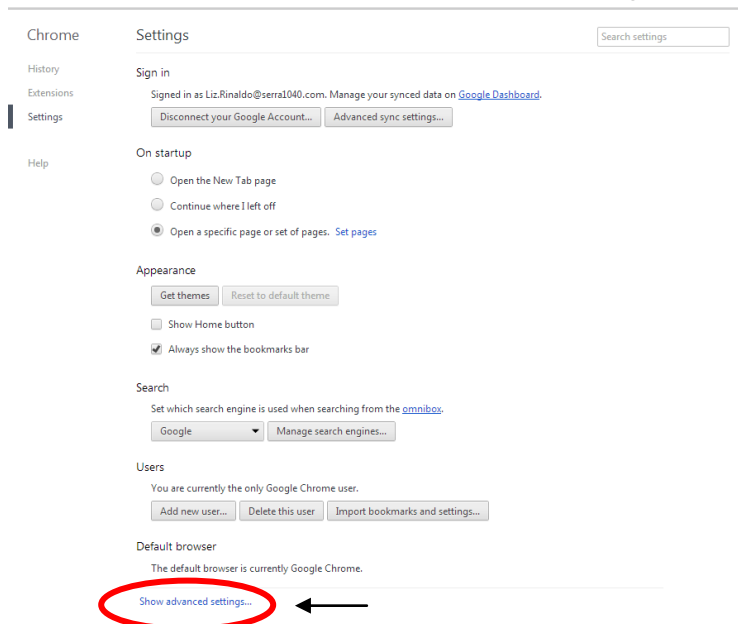 Chrome
Settings
Search settings
History
Extensions
Settings
Help
Sign in
Signed in as Liz.Rinaldo@serra1040.com. Manage your synced data on Google Dashboard.
Disconnect your Google Account... Advanced sync settings...
On startup
Open the New Tab page
Continue where I left off
Open a specific page or set of pages. Set pages
Appearance
Get themes Reset to default theme
Show Home button
Always show the bookmarks bar
Search
Set which search engine is used when searching from the omnibox.
Google Manage search engines...
Users
You are currently the only Google Chrome user.
Add new user... Delete this user Import bookmarks and settings...
Default browser
The default browser is currently Google Chrome.
Show advanced settings...